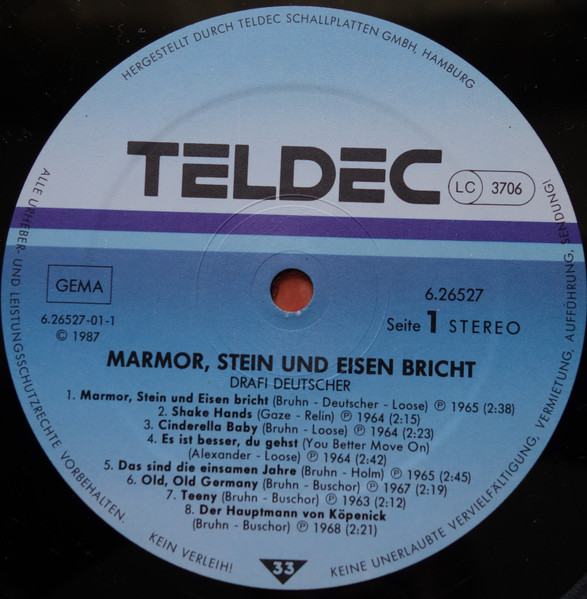 HERGESTELLT DURCH TELDEC SCHALLPLATTEN GMBH, HAMBURG
TELDEC
LC 3706
GEMA
6.26527-01-1
© 1987
6.26527
Seite 1 STEREO
MARMOR, STEIN UND EISEN BRICHT
DRAFI DEUTSCHER
1. Marmor, Stein und Eisen bricht (Bruhn - Deutscher - Loose) ℗ 1965 (2:38)
2. Shake Hands (Gaze - Relin) ℗ 1964 (2:15)
3. Cinderella Baby (Bruhn - Loose) ℗ 1964 (2:23)
4. Es ist besser, du gehst (You Better Move On)
(Alexander - Loose) ℗ 1964 (2:42)
5. Das sind die einsamen Jahre (Bruhn - Holm) ℗ 1965 (2:45)
6. Old, Old Germany (Bruhn - Buschor) ℗ 1967 (2:19)
7. Teeny (Bruhn - Buschor) ℗ 1963 (2:12)
8. Der Hauptmann von Köpenick
(Bruhn - Buschor) ℗ 1968 (2:21)
33
ALLE URHEBER- UND LEISTUNGSSCHUTZRECHTE VORBEHALTEN. KEIN VERLEIH! KEINE UNERLAUBTE VERVIELFÄLTIGUNG, VERMIETUNG, AUFFÜHRUNG, SENDUNG!